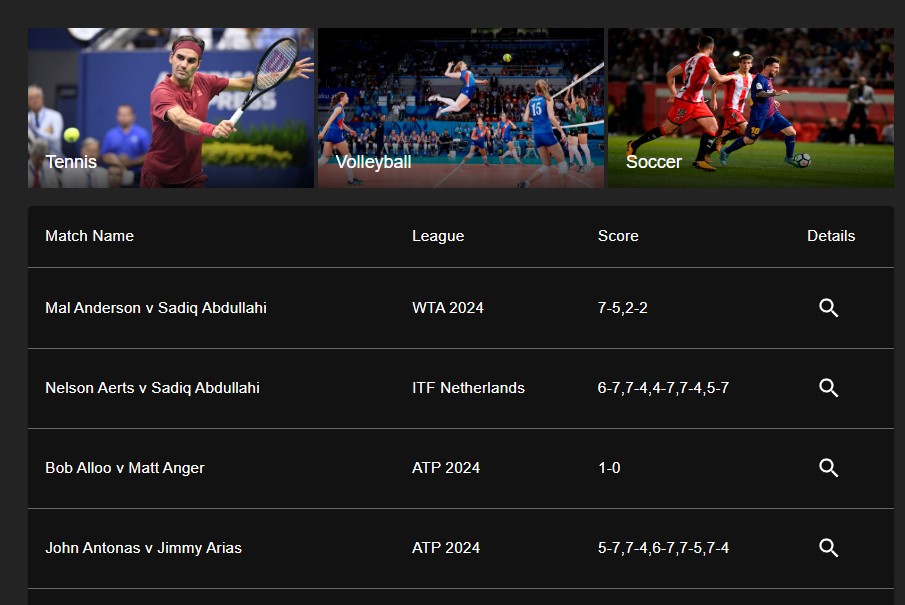 Tennis
Volleyball
Soccer
Match Name League Score Details
Mal Anderson v Sadiq Abdullahi WTA 2024 7-5,2-2
Nelson Aerts v Sadiq Abdullahi ITF Netherlands 6-7,7-4,4-7,7-4,5-7
Bob Alloo v Matt Anger ATP 2024 1-0
John Antonas v Jimmy Arias ATP 2024 5-7,7-4,6-7,7-5,7-4